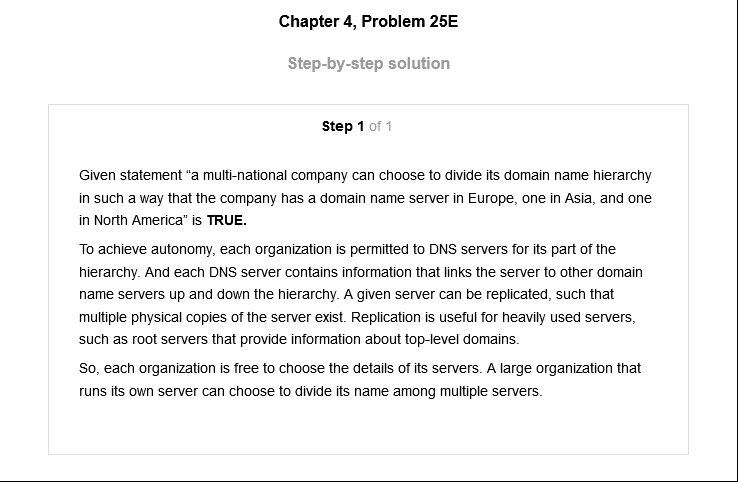 Chapter 4, Problem 25E
Step-by-step solution
Step 1 of 1
Given statement “a multi-national company can choose to divide its domain name hierarchy
in such a way that the company has a domain name server in Europe, one in Asia, and one
in North America” is TRUE.
To achieve autonomy, each organization is permitted to DNS servers for its part of the
hierarchy. And each DNS server contains information that links the server to other domain
name servers up and down the hierarchy. A given server can be replicated, such that
multiple physical copies of the server exist. Replication is useful for heavily used servers,
such as root servers that provide information about top-level domains.
So, each organization is free to choose the details of its servers. A large organization that
runs its own server can choose to divide its name among multiple servers.